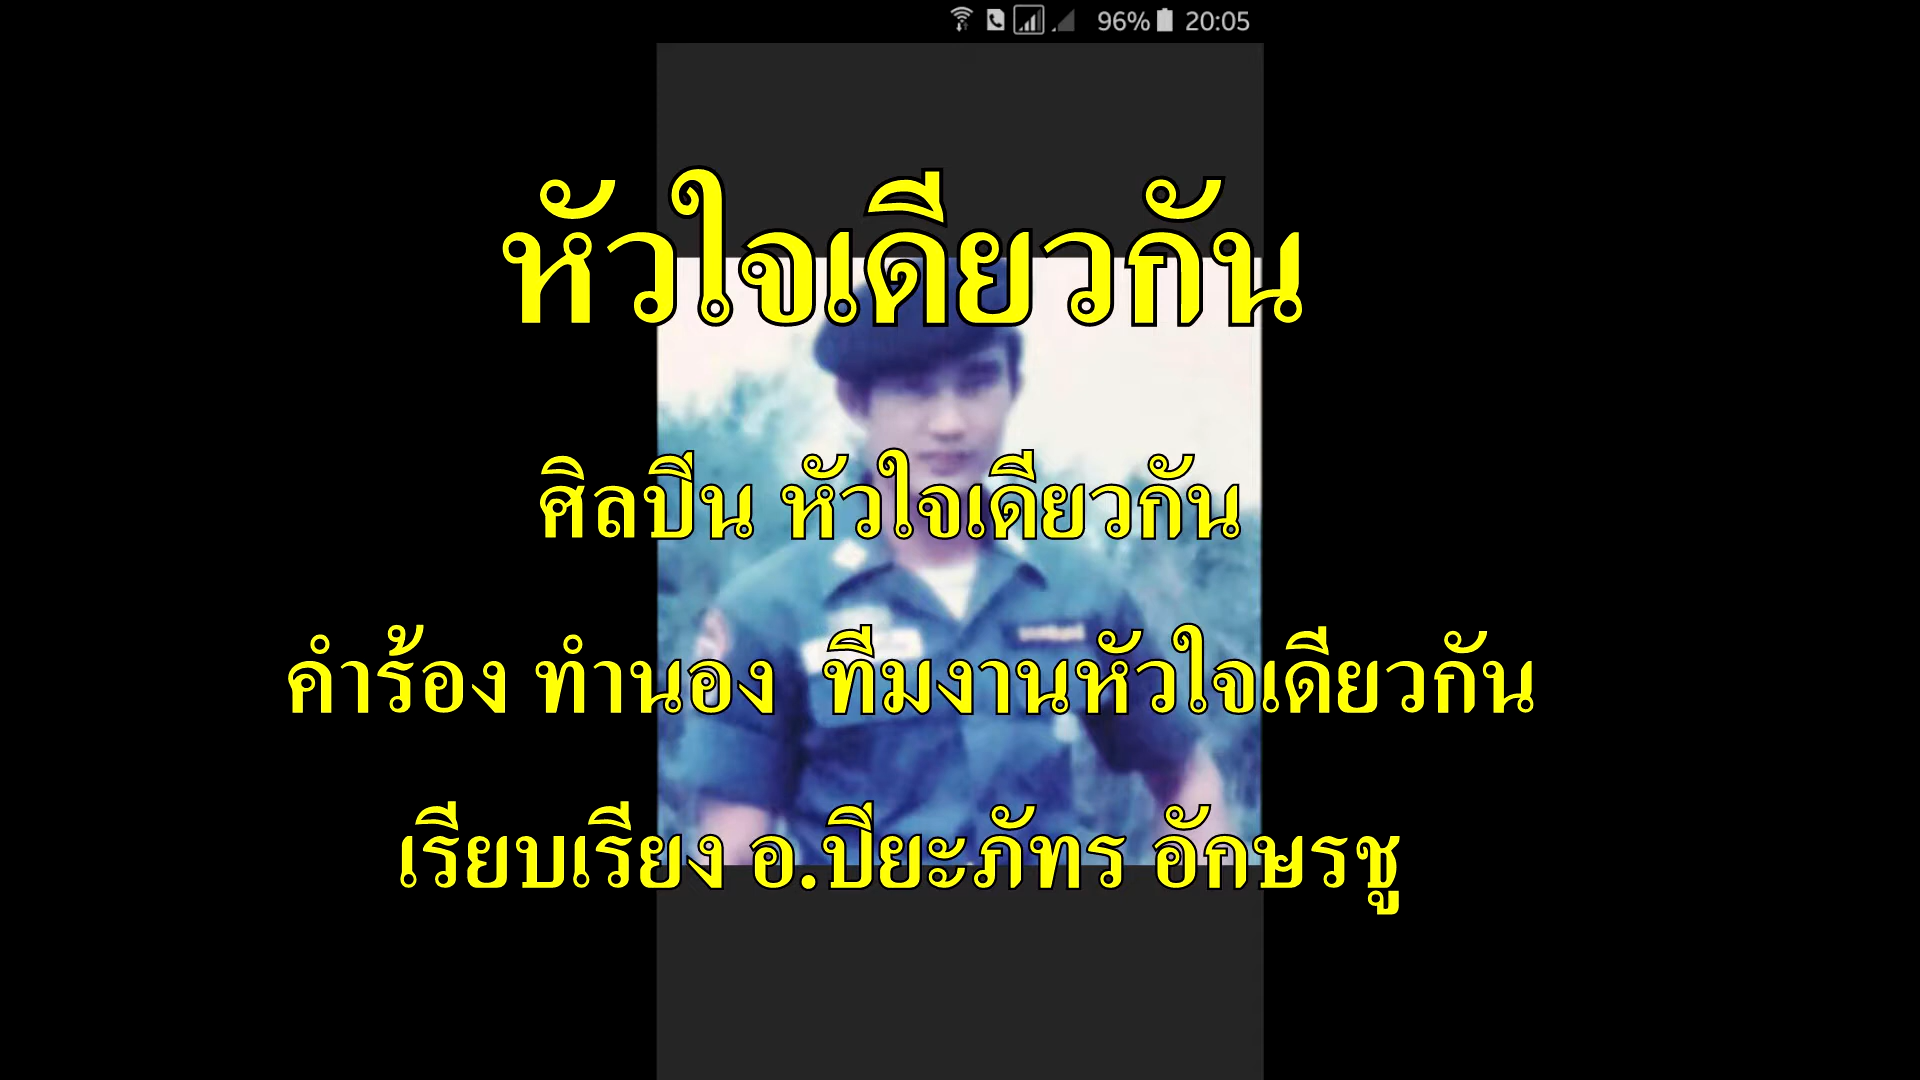 96% 20:05
หัวใจเดียวกัน
ศิลปิน หัวใจเดียวกัน
คำร้อง ทำนอง ทีมงานหัวใจเดียวกัน
เรียบเรียง อ.ปิยะภัทร อักษรชู